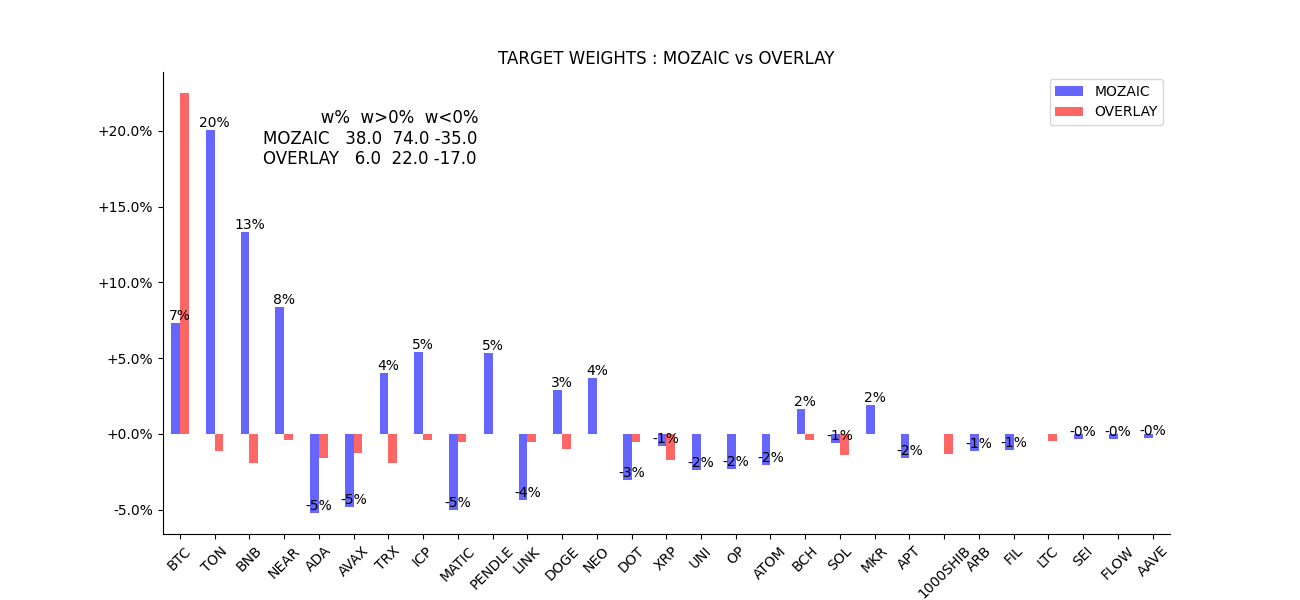 TARGET WEIGHTS : MOZAIC vs OVERLAY
MOZAIC
OVERLAY
w% w>0% w<0%
MOZAIC 38.0 74.0 -35.0
OVERLAY 6.0 22.0 -17.0
+20.0%
+15.0%
+10.0%
+5.0%
+0.0%
-5.0%
7%
20%
13%
8%
-5%
-5%
4%
5%
-5%
5%
-4%
3%
4%
-3%
-1%
-2%
-2%
-2%
2%
-1%
2%
-2%
-1%
-1%
-0%
-0%
-0%
BTC
TON
BNB
NEAR
ADA
AVAX
TRX
ICP
MATIC
PENDLE
LINK
DOGE
NEO
DOT
XRP
UNI
OP
ATOM
BCH
SOL
MKR
APT
1000SHIB
ARB
FIL
LTC
SEI
FLOW
AAVE